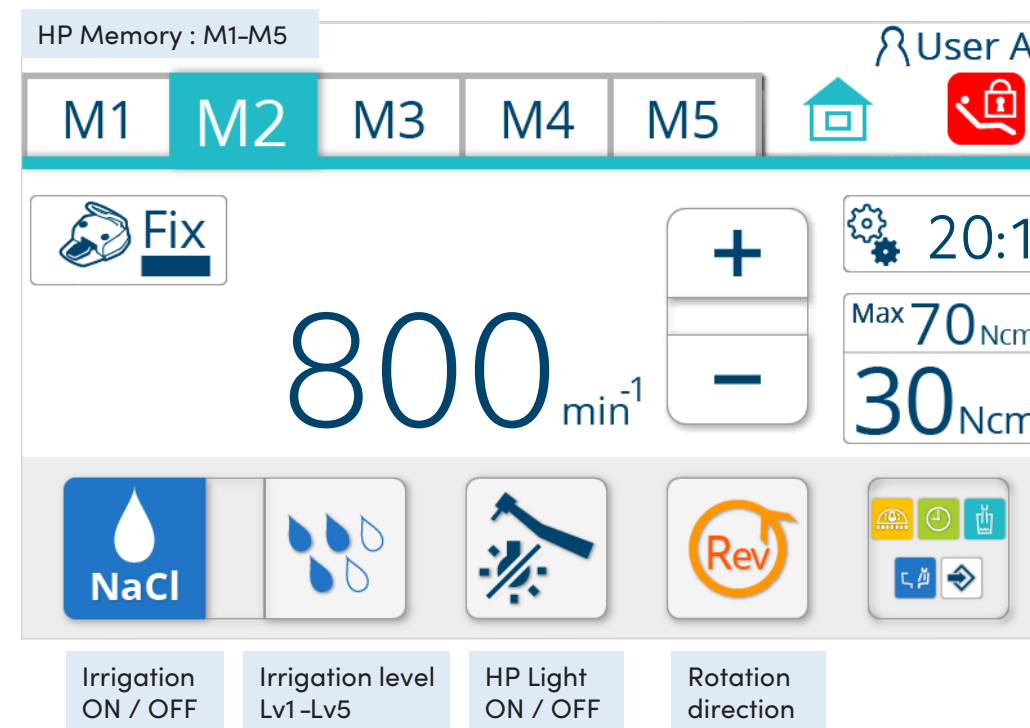 HP Memory : M1-M5
User A
M1 M2 M3 M4 M5
Fix
20:1
800 min-1
+
−
Max 70 Ncm
30 Ncm
NaCl
Rev
Irrigation
ON / OFF
Irrigation level
Lv1-Lv5
HP Light
ON / OFF
Rotation
direction